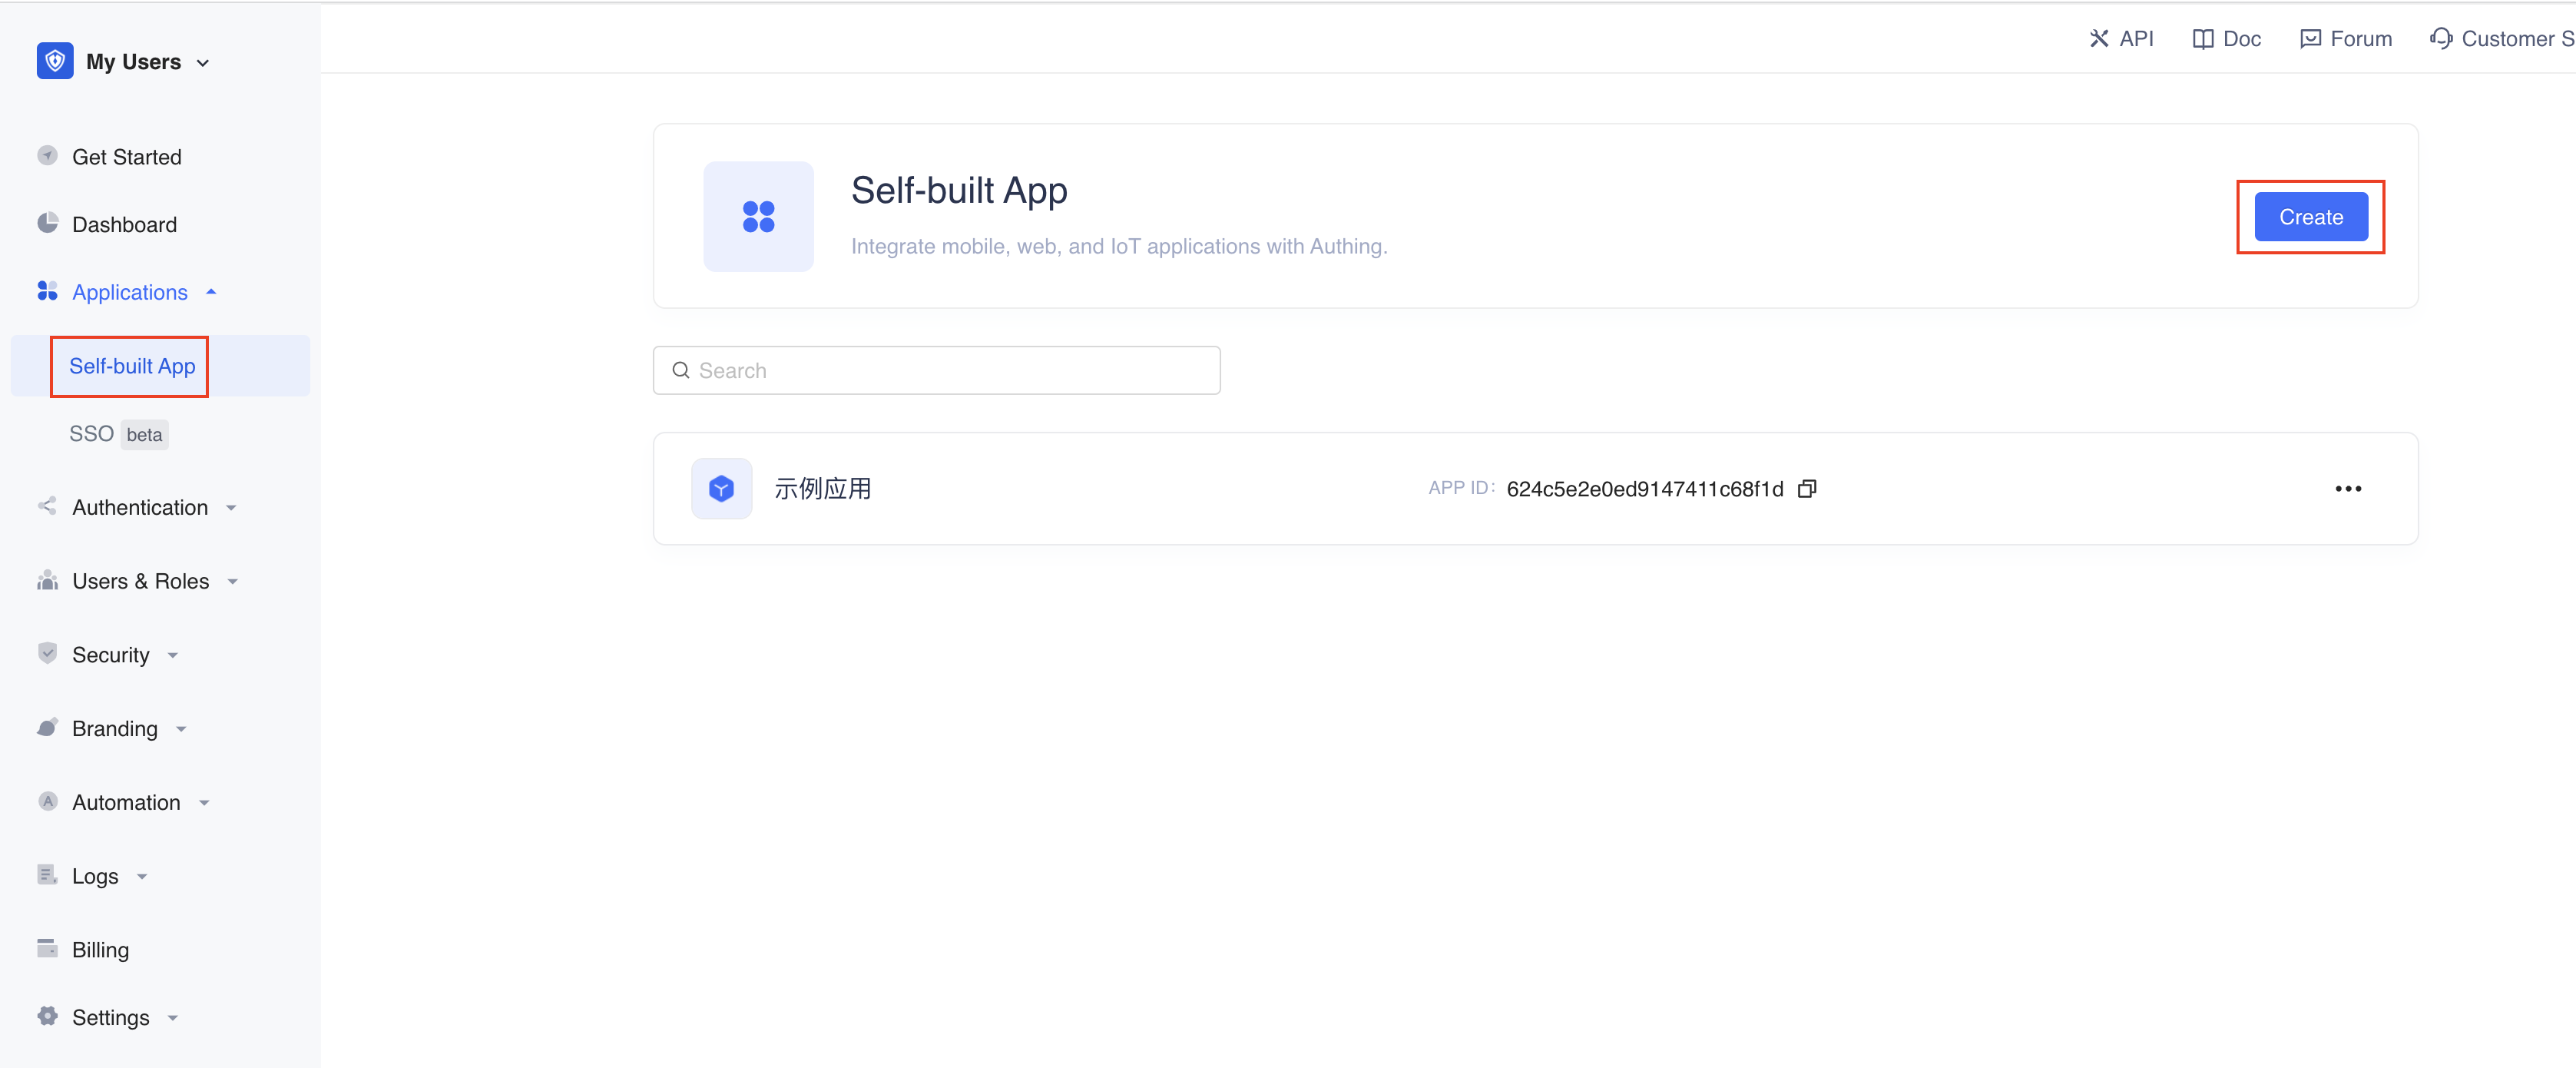 My Users
Get Started
Dashboard
Applications
Self-built App
SSO beta
Authentication
Users & Roles
Security
Branding
Automation
Logs
Billing
Settings
API Doc Forum Customer S
Self-built App
Integrate mobile, web, and IoT applications with Authing.
Create
Search
示例应用 APP ID: 624c5e2e0ed9147411c68f1d